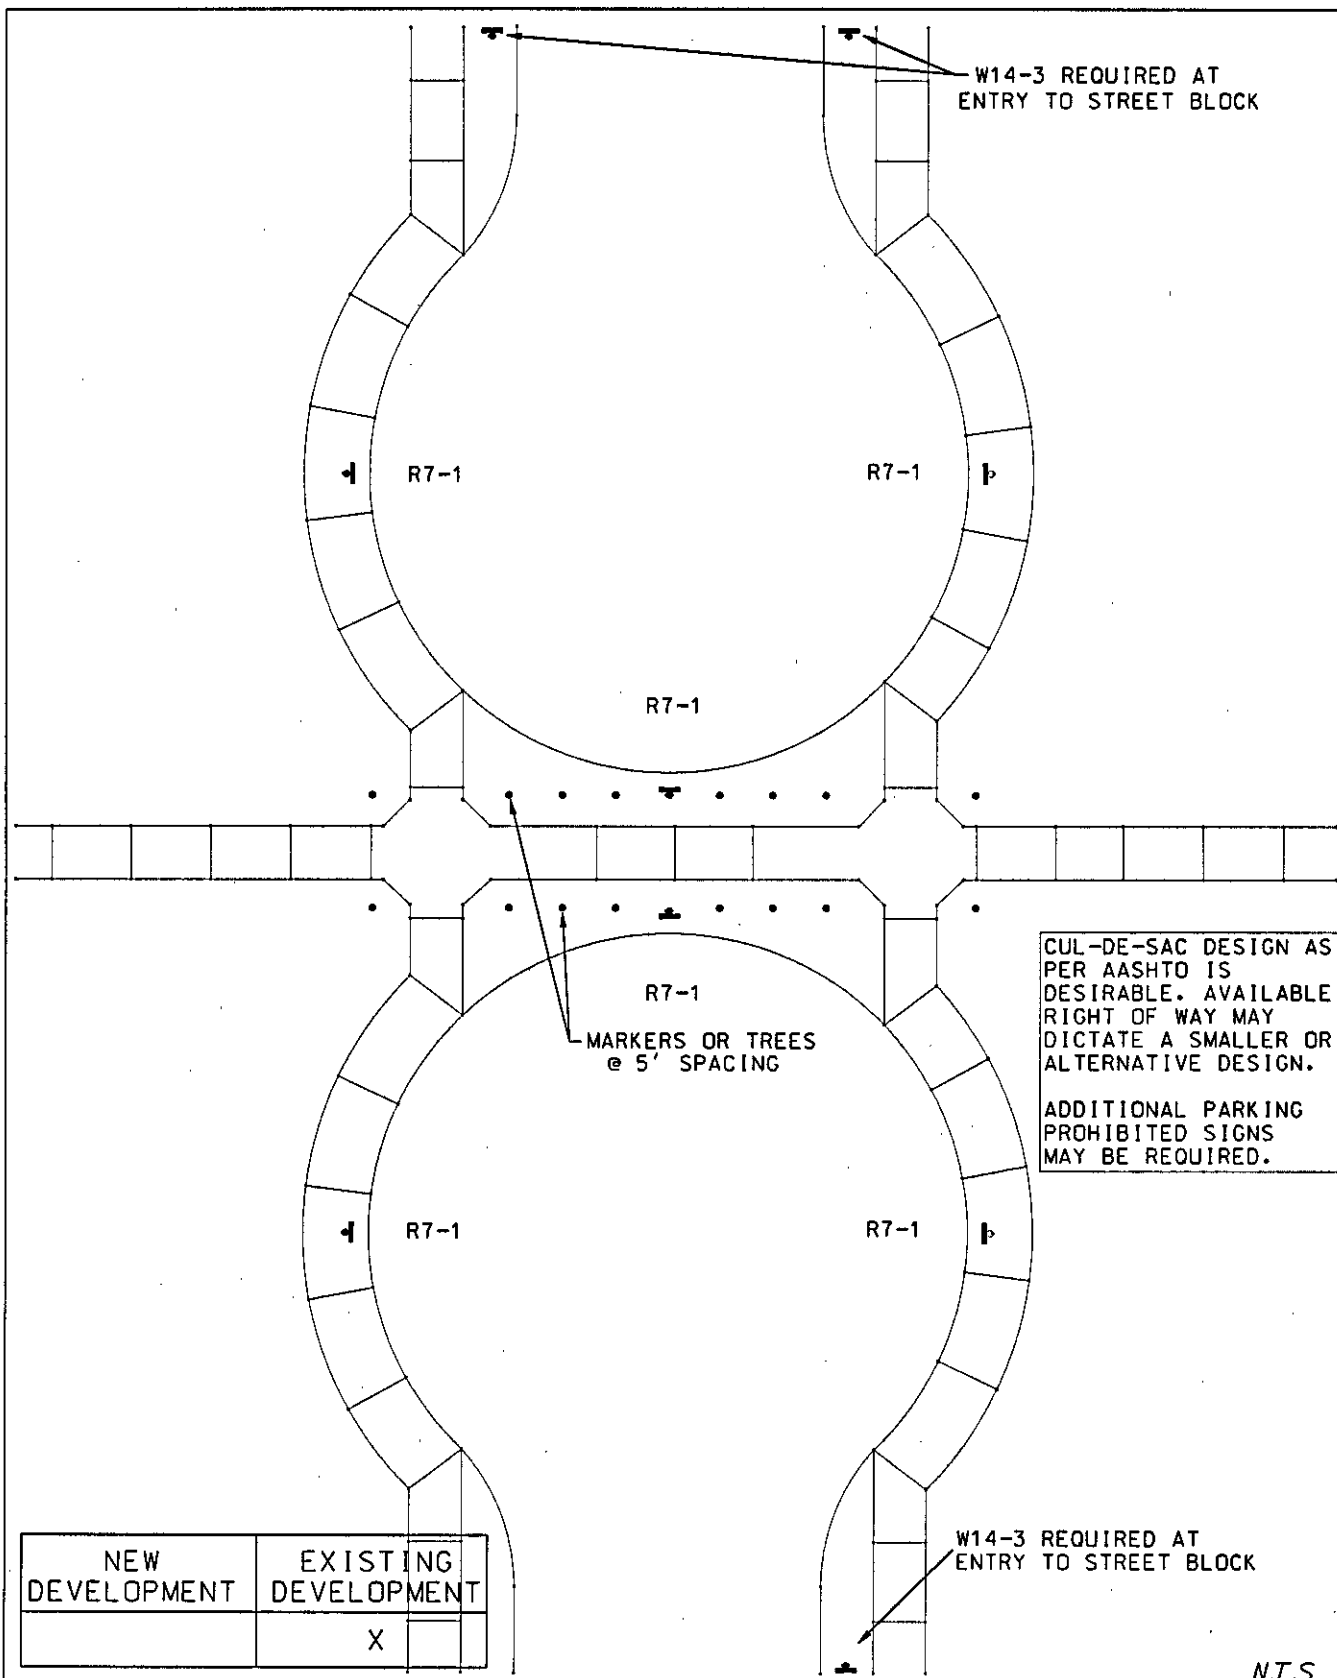 W14-3 REQUIRED AT
ENTRY TO STREET BLOCK
R7-1
R7-1
R7-1
R7-1
MARKERS OR TREES
@ 5' SPACING
CUL-DE-SAC DESIGN AS
PER AASHTO IS
DESIRABLE. AVAILABLE
RIGHT OF WAY MAY
DICTATE A SMALLER OR
ALTERNATIVE DESIGN.
ADDITIONAL PARKING
PROHIBITED SIGNS
MAY BE REQUIRED.
R7-1
R7-1
W14-3 REQUIRED AT
ENTRY TO STREET BLOCK
NEW
DEVELOPMENT
EXISTING
DEVELOPMENT
X
N.T.S